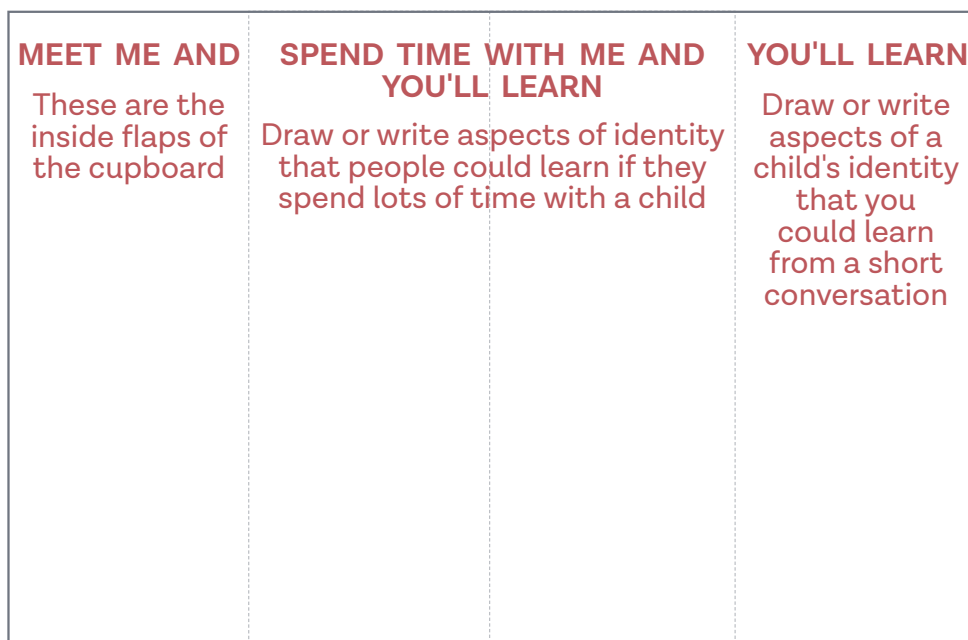 MEET ME AND
These are the
inside flaps of
the cupboard
SPEND TIME WITH ME AND
YOU'LL LEARN
Draw or write aspects of identity
that people could learn if they
spend lots of time with a child
YOU'LL LEARN
Draw or write
aspects of a
child's identity
that you
could learn
from a short
conversation